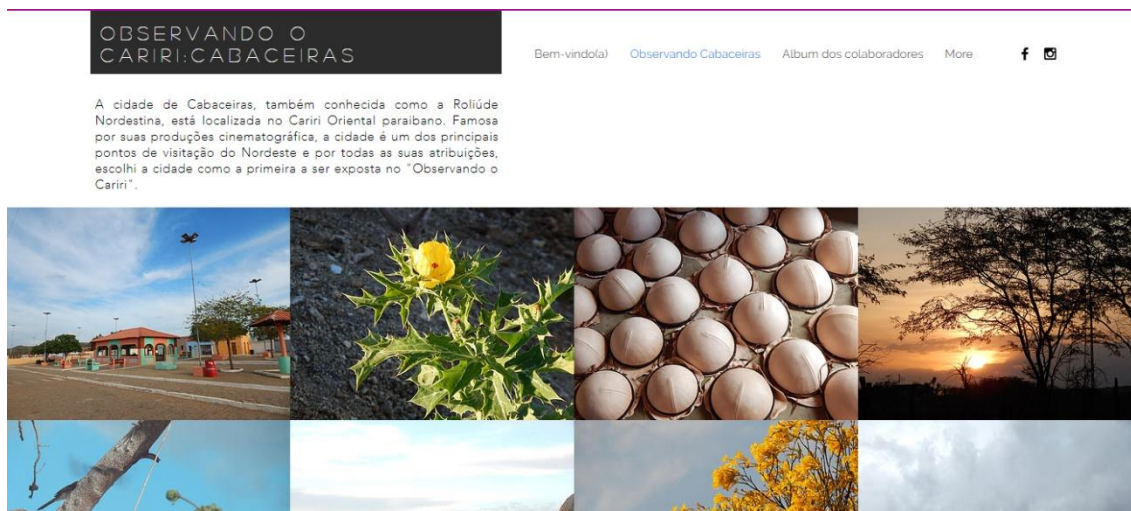 OBSERVANDO O
CARIRI:CABACEIRAS
Bem-vindo(a)
Observando Cabaceiras
Album dos colaboradores
More
A cidade de Cabaceiras, também conhecida como a Roliúde
Nordestina, está localizada no Cariri Oriental paraibano. Famosa
por suas produções cinematográfica, a cidade é um dos principais
pontos de visitação do Nordeste e por todas as suas atribuições,
escolhi a cidade como a primeira a ser exposta no "Observando o
Cariri".